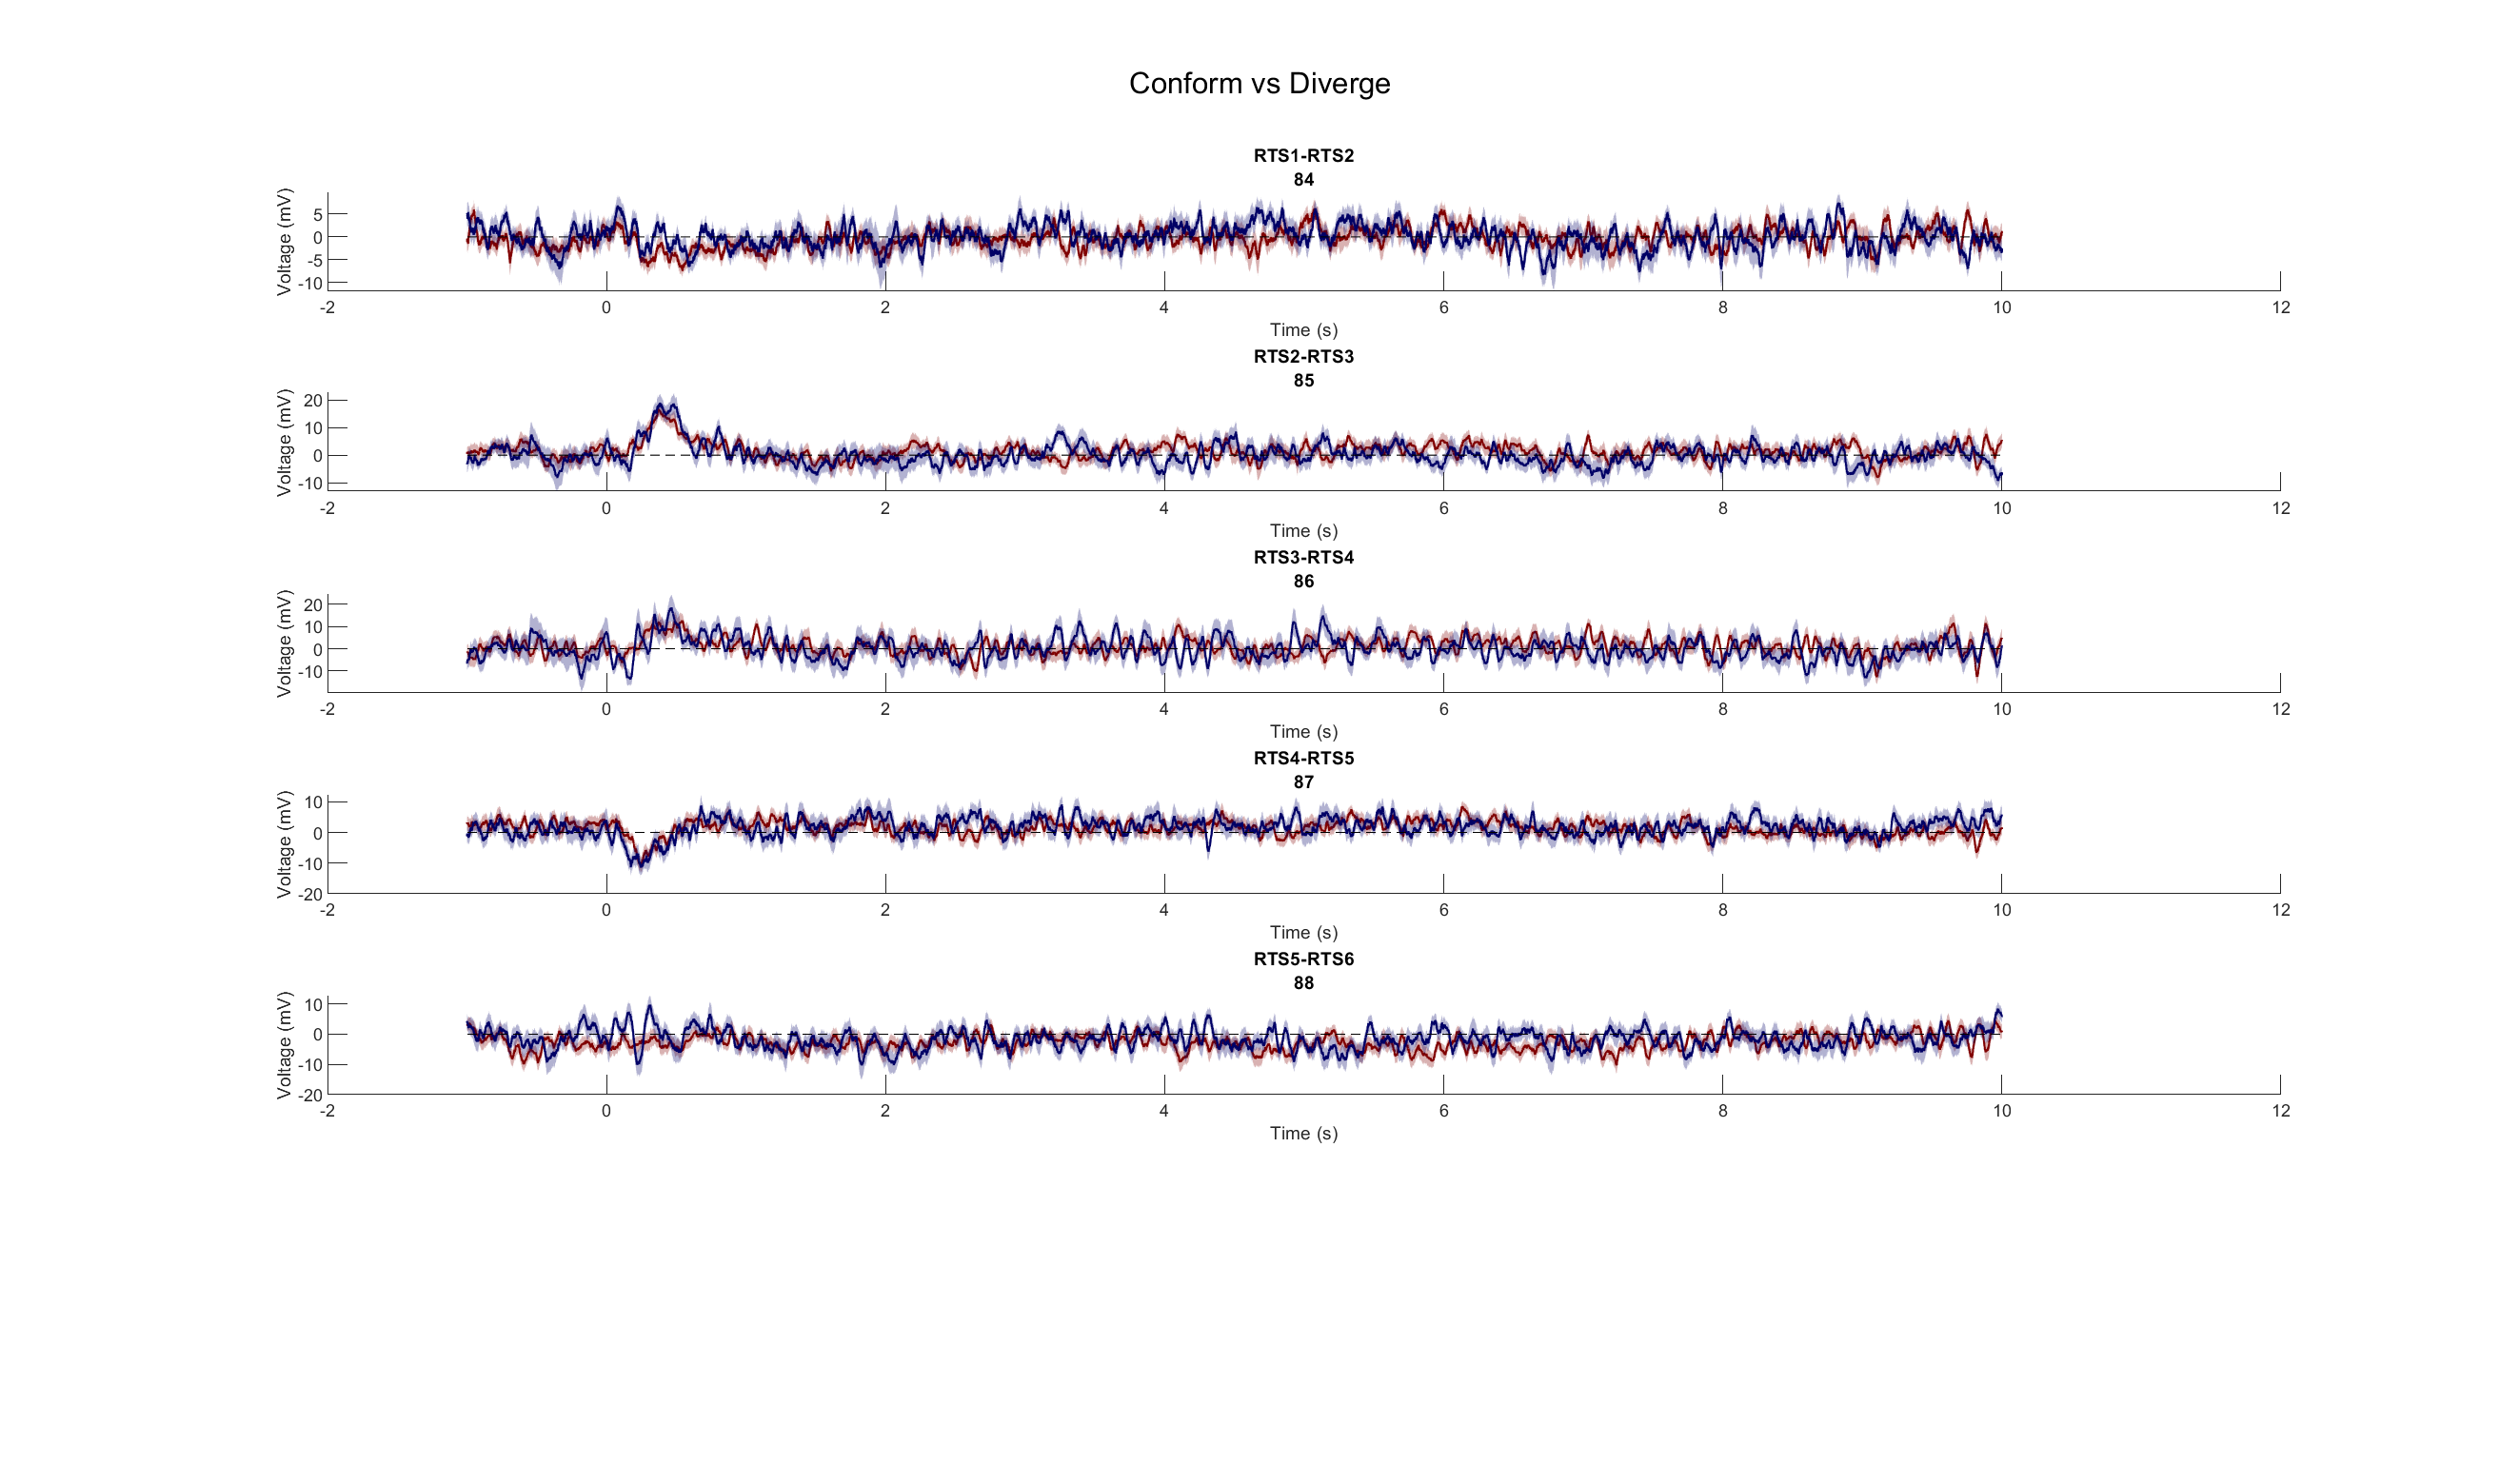 Conform vs Diverge
RTS1-RTS2
84
Voltage (mV)
5
0
-5
-10
-2 0 2 4 6 8 10 12
Time (s)
RTS2-RTS3
85
Voltage (mV)
20
10
0
-10
-2 0 2 4 6 8 10 12
Time (s)
RTS3-RTS4
86
Voltage (mV)
20
10
0
-10
-2 0 2 4 6 8 10 12
Time (s)
RTS4-RTS5
87
Voltage (mV)
10
0
-10
-20
-2 0 2 4 6 8 10 12
Time (s)
RTS5-RTS6
88
Voltage (mV)
10
0
-10
-20
-2 0 2 4 6 8 10 12
Time (s)